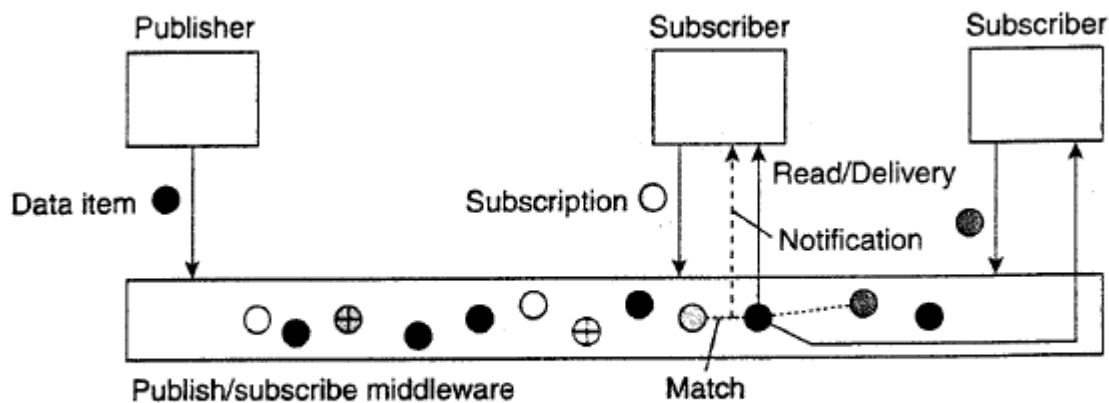 Publisher
Subscriber
Subscriber
Data item
Subscription
Read/Delivery
Notification
Publish/subscribe middleware
Match